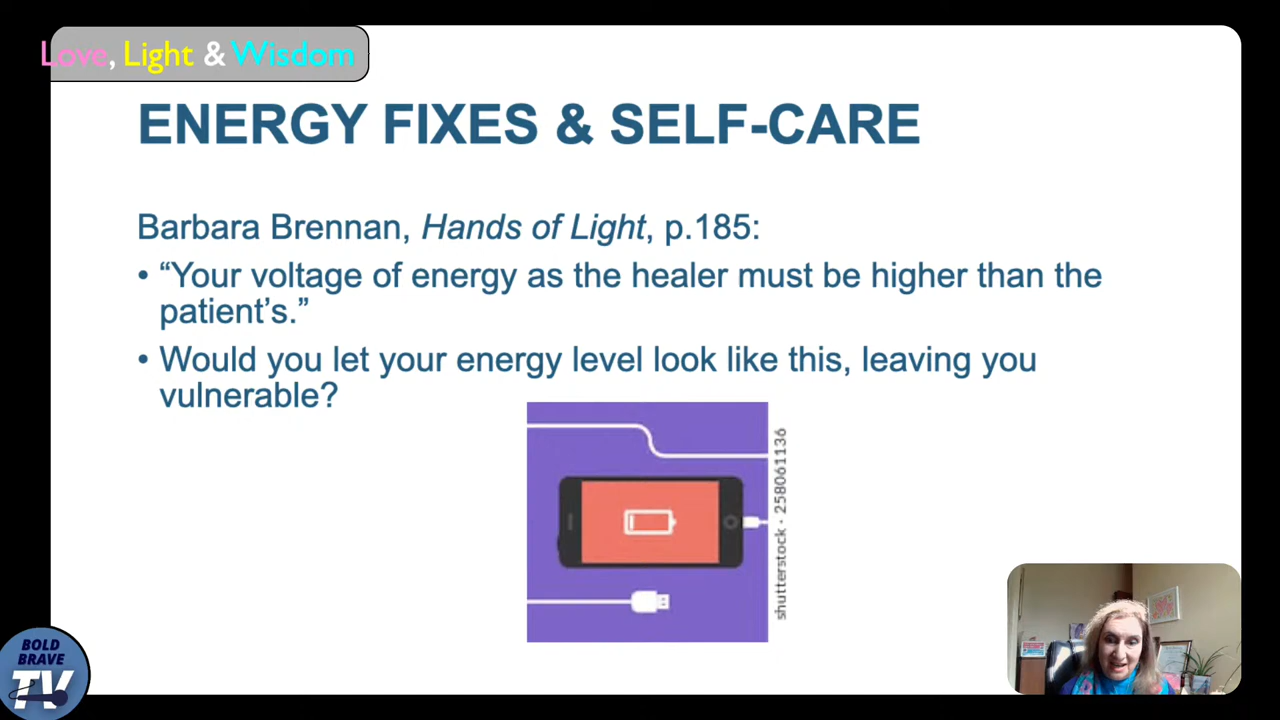 Love, Light & Wisdom
ENERGY FIXES & SELF-CARE
Barbara Brennan, Hands of Light, p.185:
• “Your voltage of energy as the healer must be higher than the
patient’s.”
• Would you let your energy level look like this, leaving you
vulnerable?
shutterstock · 258061136
BOLD
BRAVE
TV